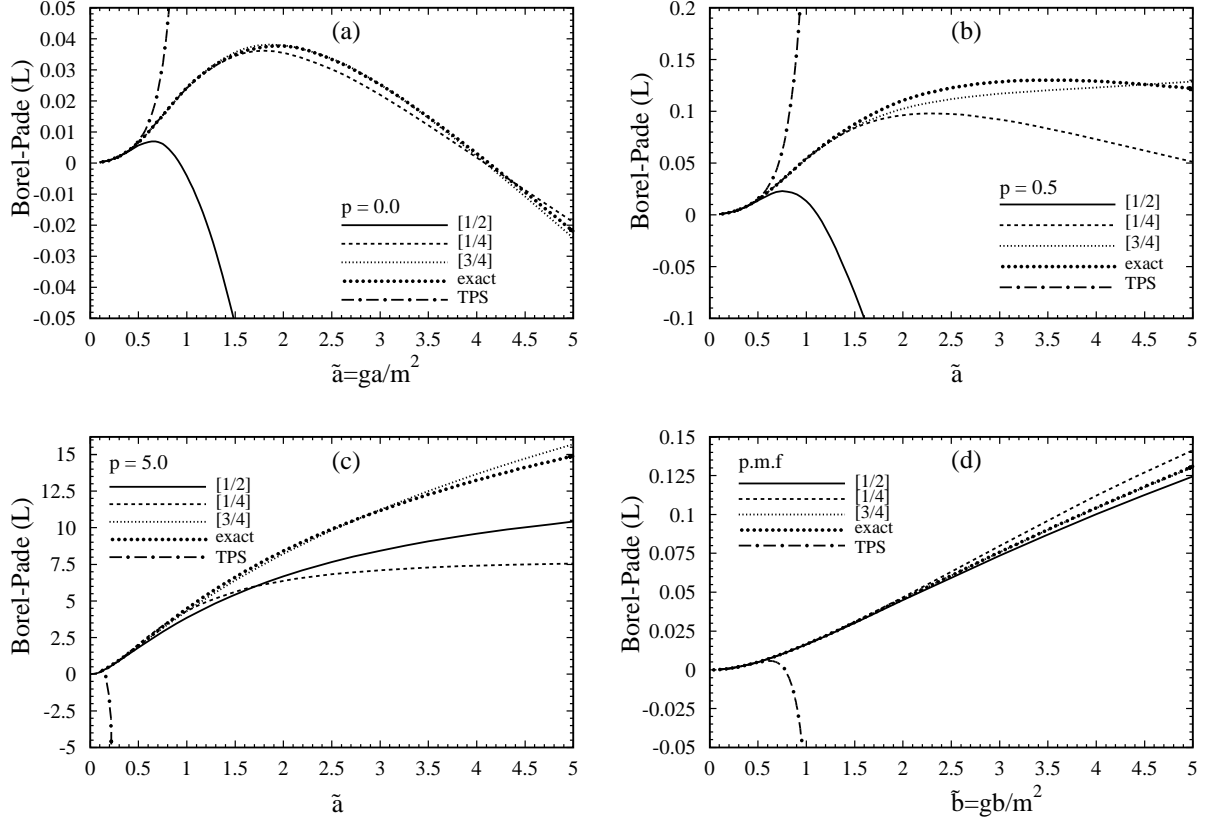 (a)
Borel-Pade (L)
0.05
0.04
0.03
0.02
0.01
0
-0.01
-0.02
-0.03
-0.04
-0.05
p = 0.0
[1/2]
[1/4]
[3/4]
exact
TPS
0 0.5 1 1.5 2 2.5 3 3.5 4 4.5 5
ã=ga/m²
(b)
Borel-Pade (L)
0.2
0.15
0.1
0.05
0
-0.05
-0.1
p = 0.5
[1/2]
[1/4]
[3/4]
exact
TPS
0 0.5 1 1.5 2 2.5 3 3.5 4 4.5 5
ã
(c)
Borel-Pade (L)
15
12.5
10
7.5
5
2.5
0
-2.5
-5
p = 5.0
[1/2]
[1/4]
[3/4]
exact
TPS
0 0.5 1 1.5 2 2.5 3 3.5 4 4.5 5
ã
(d)
Borel-Pade (L)
0.15
0.125
0.1
0.075
0.05
0.025
0
-0.025
-0.05
p.m.f
[1/2]
[1/4]
[3/4]
exact
TPS
0 0.5 1 1.5 2 2.5 3 3.5 4 4.5 5
b̃=gb/m²